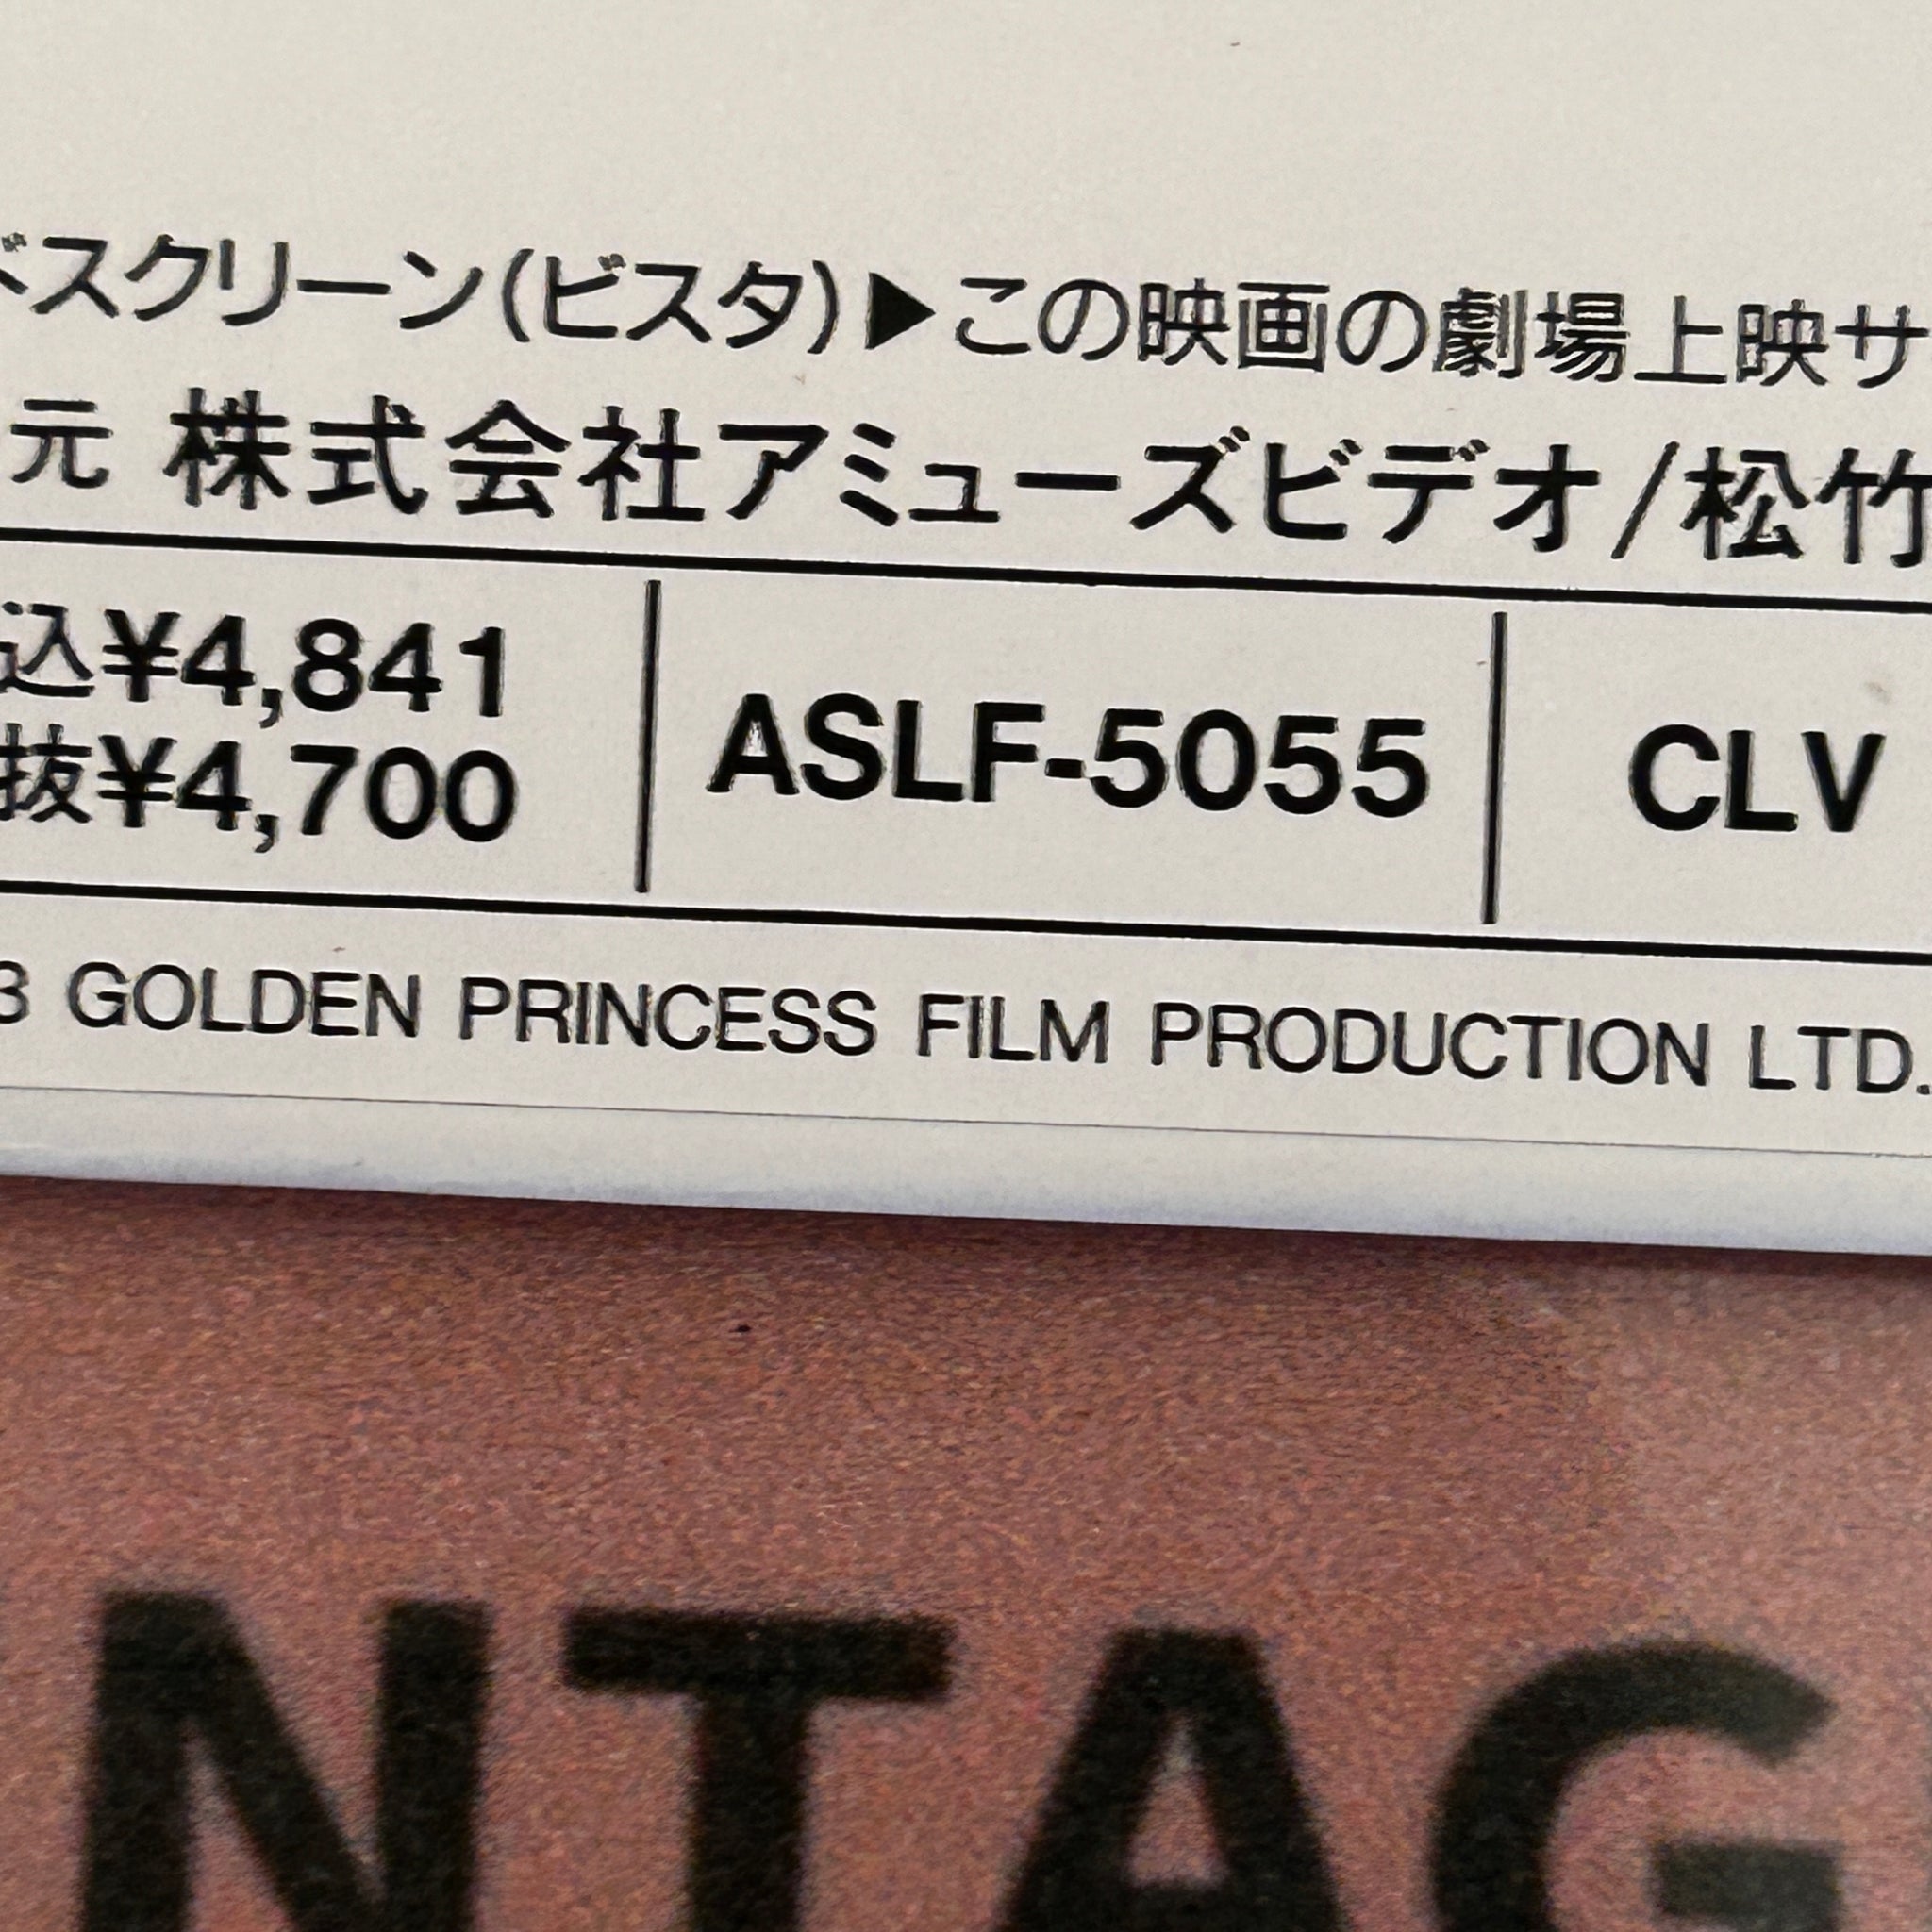 ドスクリーン(ビスタ)▶この映画の劇場上映サ
元 株式会社アミューズビデオ/松竹
込¥4,841
抜¥4,700
ASLF-5055
CLV
3 GOLDEN PRINCESS FILM PRODUCTION LTD.
NTAG